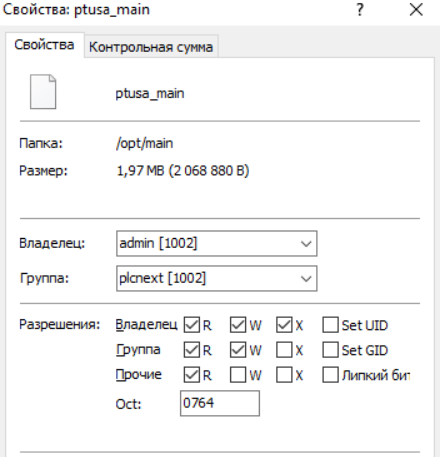 Свойства: ptusa_main ? ×
Свойства Контрольная сумма
ptusa_main
Папка: /opt/main
Размер: 1,97 MB (2 068 880 B)
Владелец: admin [1002]
Группа: plcnext [1002]
Разрешения: Владелец R W X Set UID
Группа R W X Set GID
Прочие R W X Липкий бит
Oct: 0764